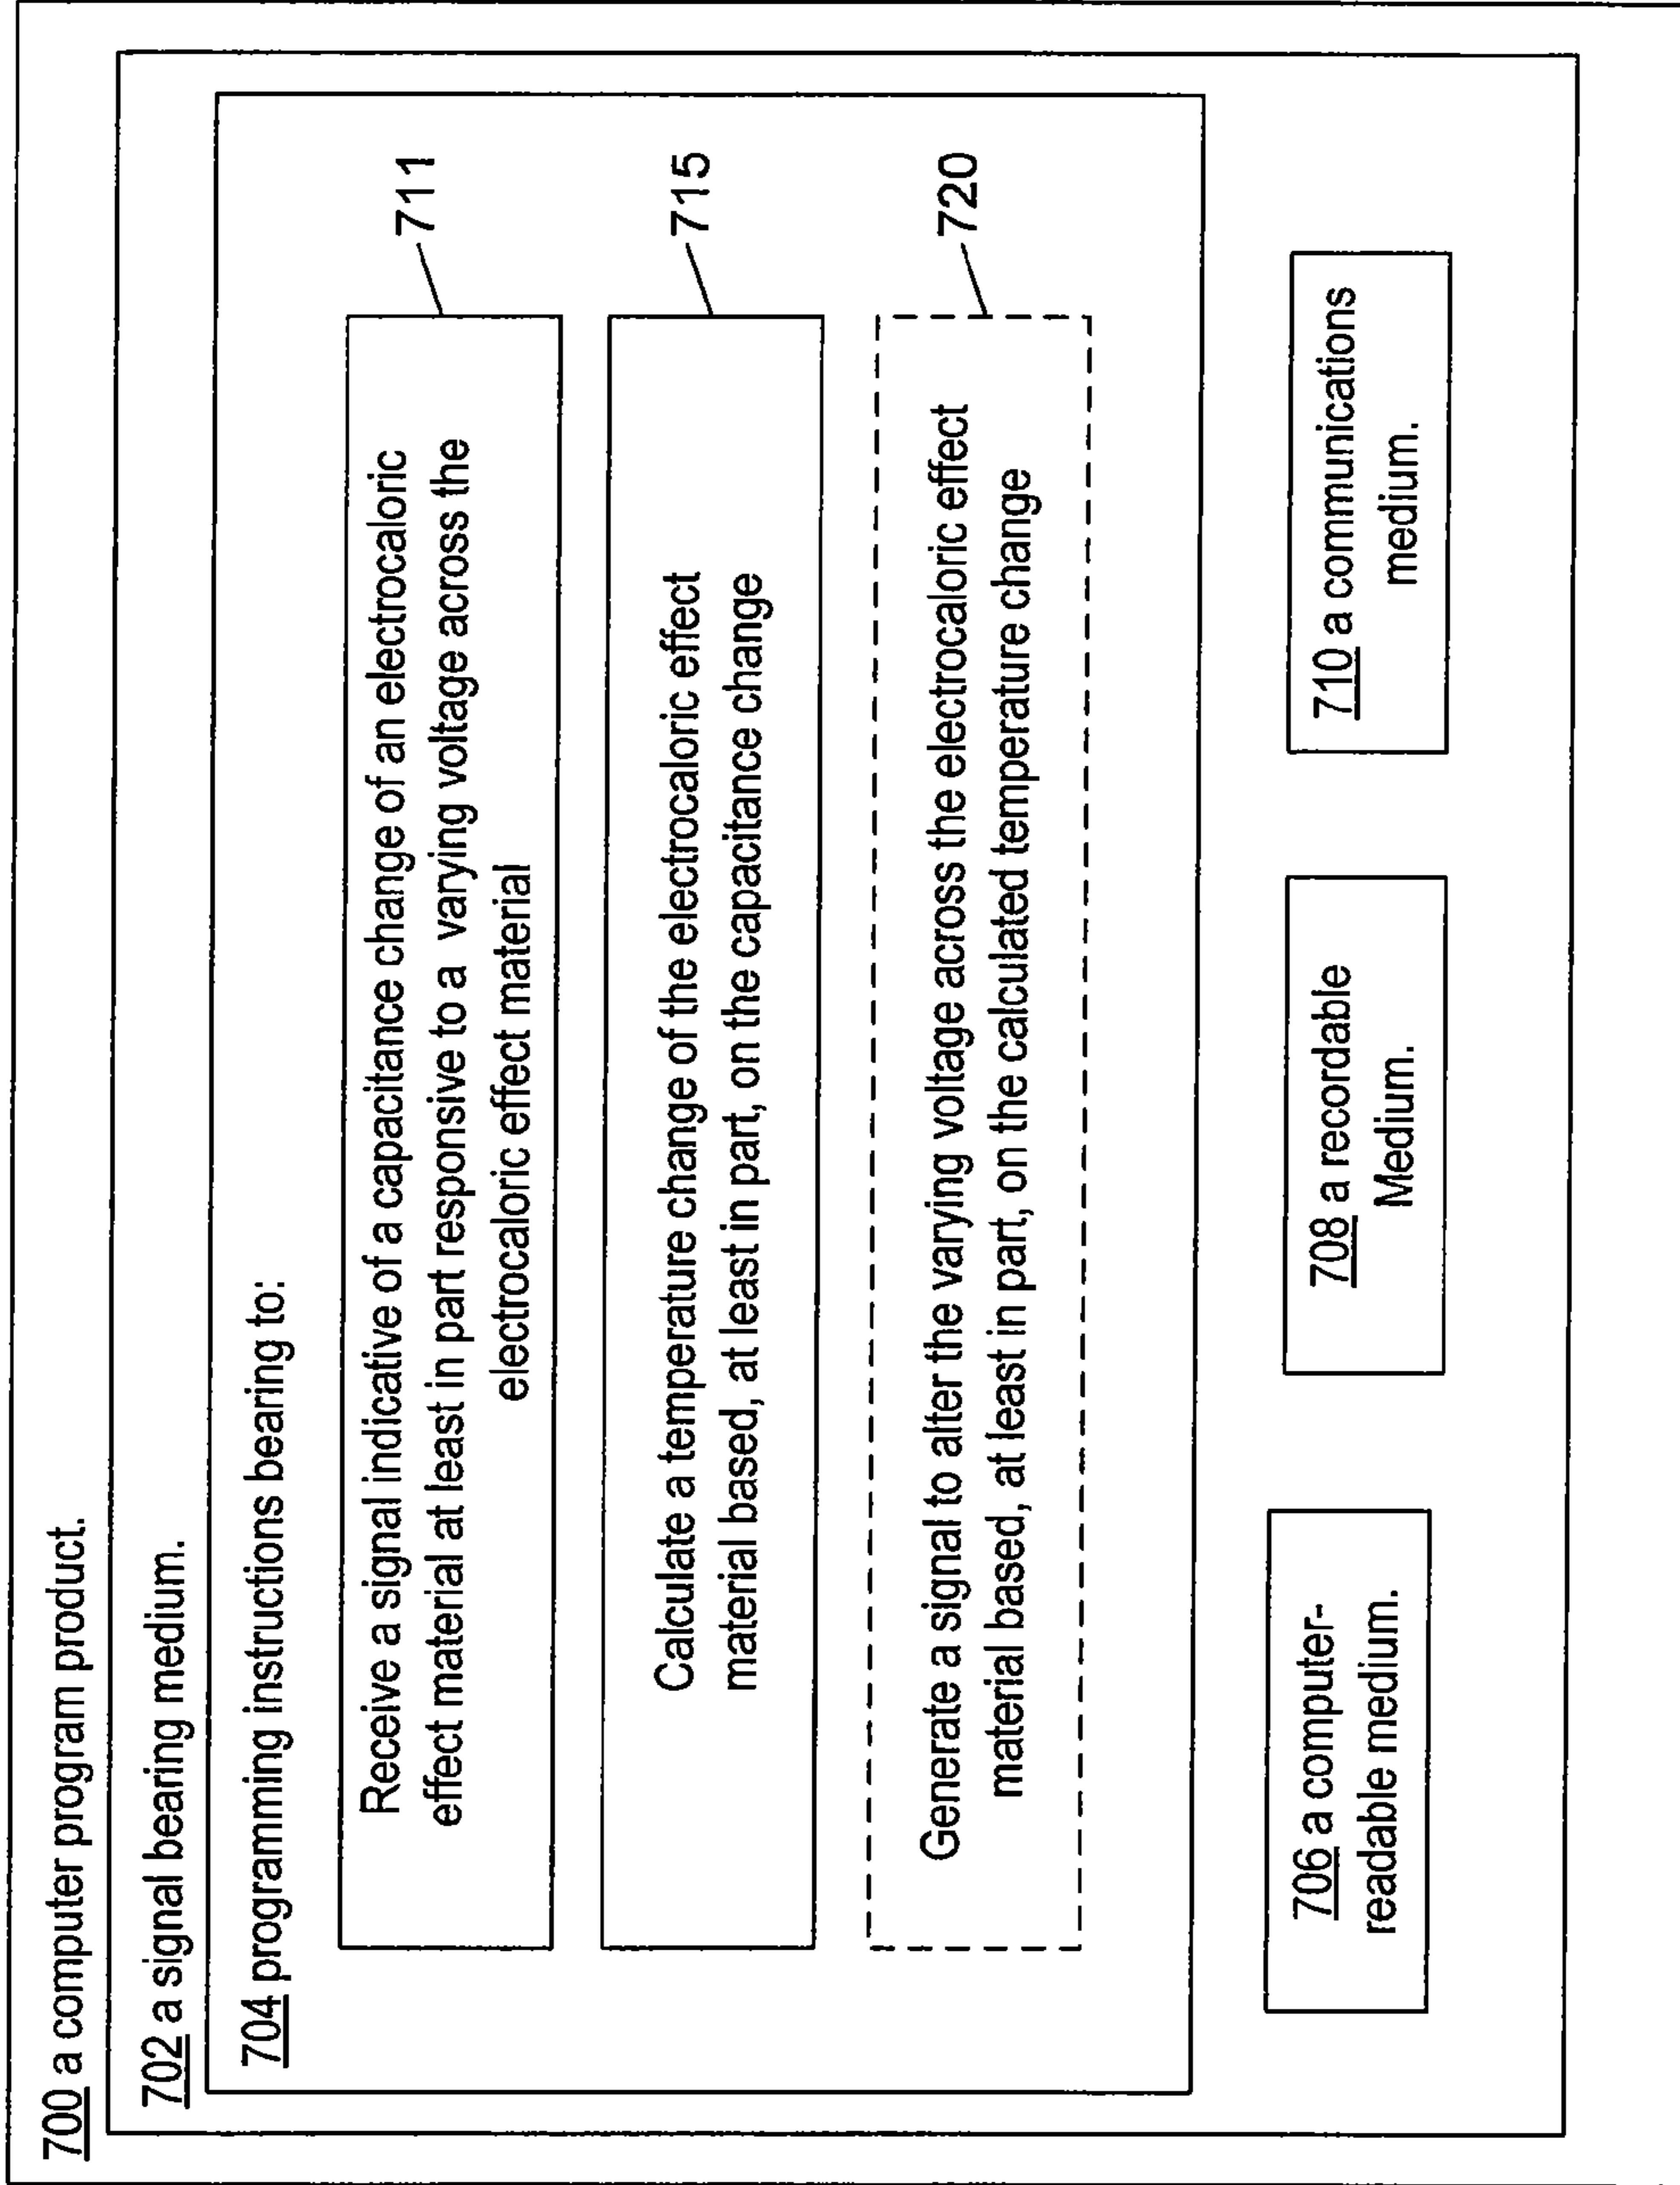 700 a computer program product.
702 a signal bearing medium.
704 programming instructions bearing to:
Receive a signal indicative of a capacitance change of an electrocaloric
effect material at least in part responsive to a varying voltage across the
electrocaloric effect material
711
Calculate a temperature change of the electrocaloric effect
material based, at least in part, on the capacitance change
715
Generate a signal to alter the varying voltage across the electrocaloric effect
material based, at least in part, on the calculated temperature change
720
706 a computer-
readable medium.
708 a recordable
Medium.
710 a communications
medium.